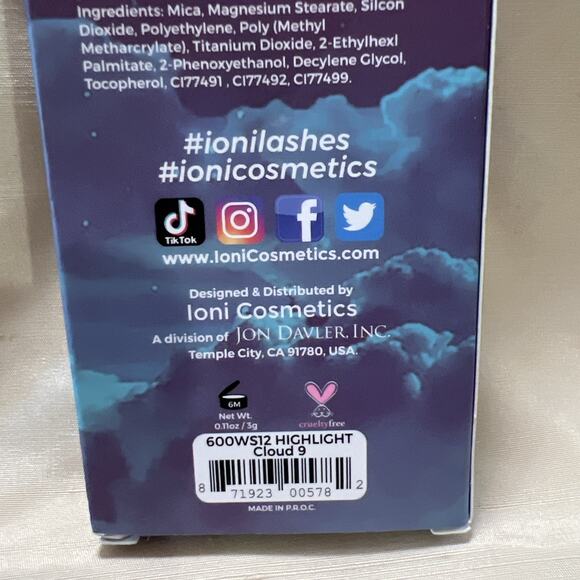 Ingredients: Mica, Magnesium Stearate, Silcon
Dioxide, Polyethylene, Poly (Methyl
Metharcrylate), Titanium Dioxide, 2-Ethylhexl
Palmitate, 2-Phenoxyethanol, Decylene Glycol,
Tocopherol, CI77491 , CI77492, CI77499.
#ionilashes
#ionicosmetics
TikTok
www.IoniCosmetics.com
Designed & Distributed by
Ioni Cosmetics
A division of JON DAVLER, INC.
Temple City, CA 91780, USA.
6M
Net Wt.
0.11oz / 3g
crueltyfree
600WS12 HIGHLIGHT
Cloud 9
8 71923 00578 2
MADE IN P.R.O.C.